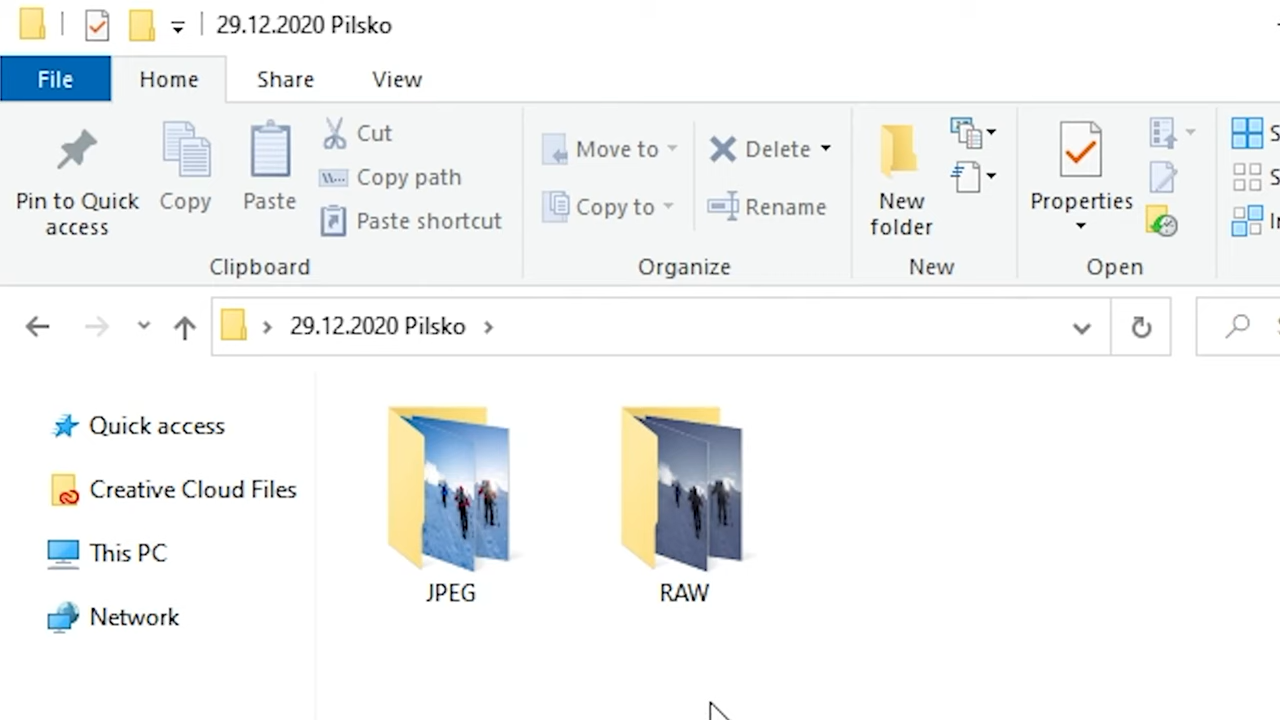 29.12.2020 Pilsko
File Home Share View
Pin to Quick access
Copy
Paste
Cut
Copy path
Paste shortcut
Clipboard
Move to
Copy to
Delete
Rename
Organize
New folder
New
Properties
Open
29.12.2020 Pilsko
Quick access
Creative Cloud Files
This PC
Network
JPEG
RAW